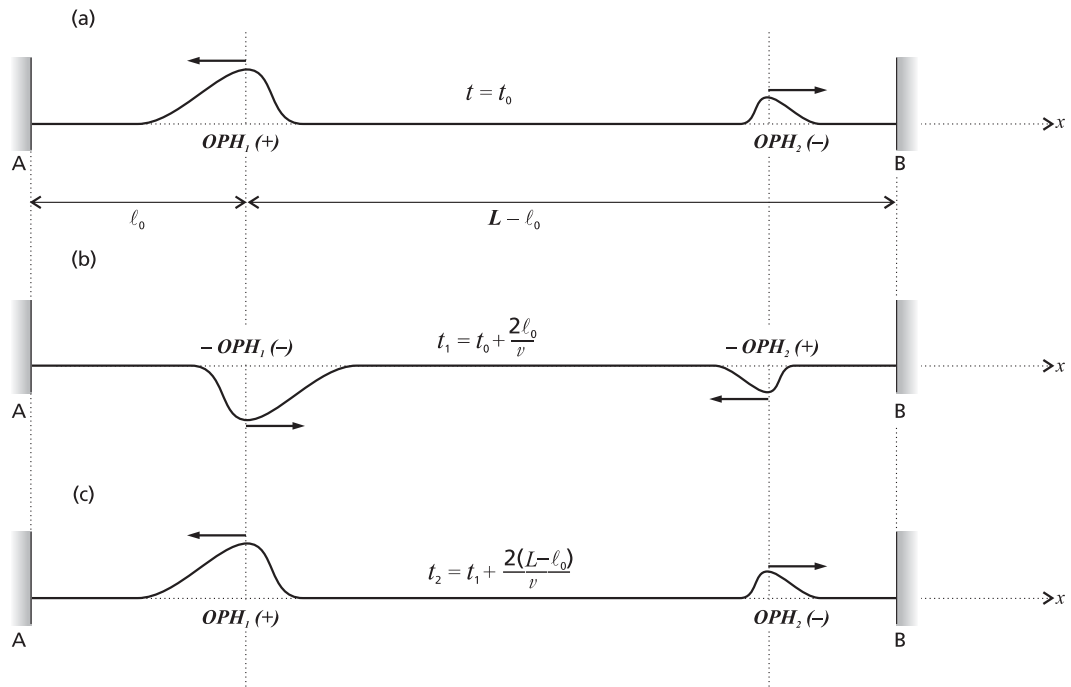 (a)
t = t₀
OPH₁ (+) OPH₂ (–)
x
A B
ℓ₀ L – ℓ₀
(b)
– OPH₁ (–) t₁ = t₀ + 2ℓ₀/v – OPH₂ (+)
x
A B
(c)
t₂ = t₁ + 2(L–ℓ₀)/v
x
OPH₁ (+) OPH₂ (–)
A B